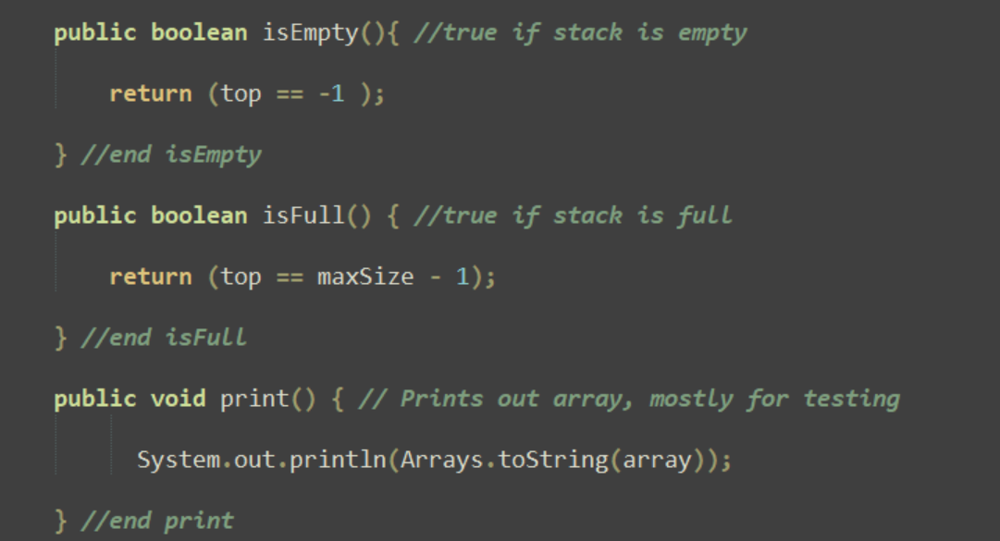 public boolean isEmpty(){ //true if stack is empty
return (top == -1 );
} //end isEmpty
public boolean isFull() { //true if stack is full
return (top == maxSize - 1);
} //end isFull
public void print() { // Prints out array, mostly for testing
System.out.println(Arrays.toString(array));
} //end print